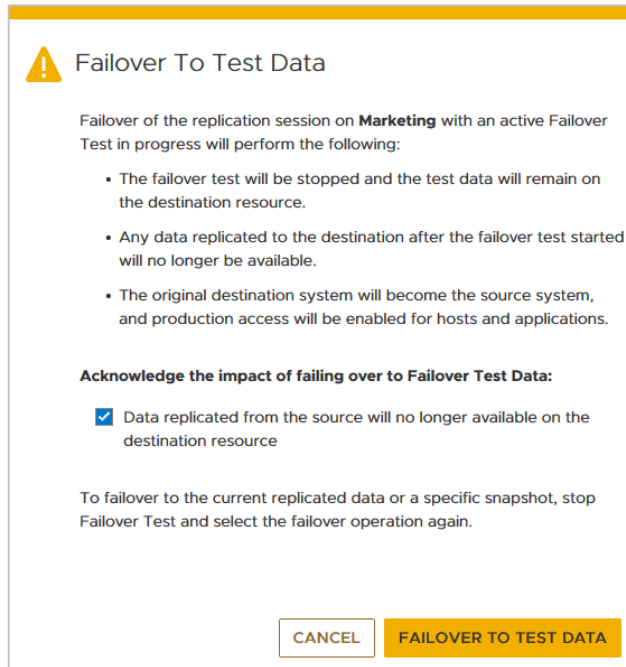 Failover To Test Data
Failover of the replication session on Marketing with an active Failover
Test in progress will perform the following:
• The failover test will be stopped and the test data will remain on
the destination resource.
• Any data replicated to the destination after the failover test started
will no longer be available.
• The original destination system will become the source system,
and production access will be enabled for hosts and applications.
Acknowledge the impact of failing over to Failover Test Data:
Data replicated from the source will no longer available on the
destination resource
To failover to the current replicated data or a specific snapshot, stop
Failover Test and select the failover operation again.
CANCEL FAILOVER TO TEST DATA